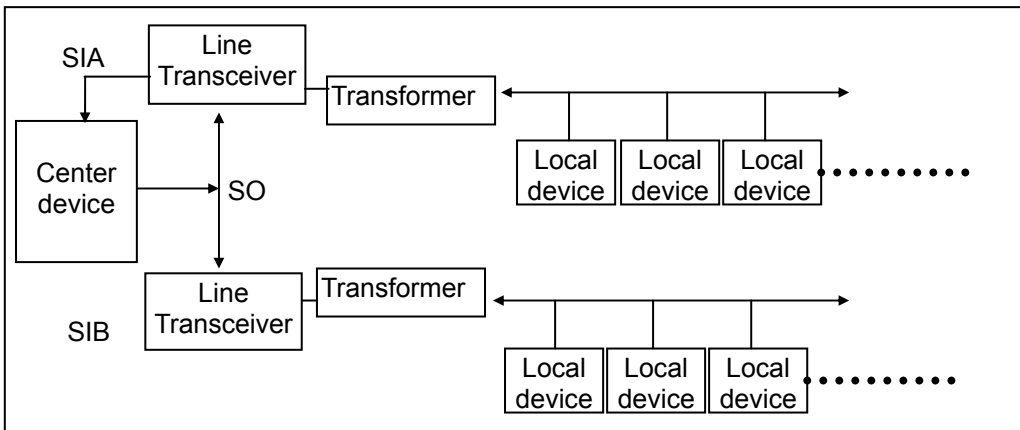 SIA
Line
Transceiver
Transformer
Center
device
SO
Local
device
Local
device
Local
device
Line
Transceiver
Transformer
SIB
Local
device
Local
device
Local
device